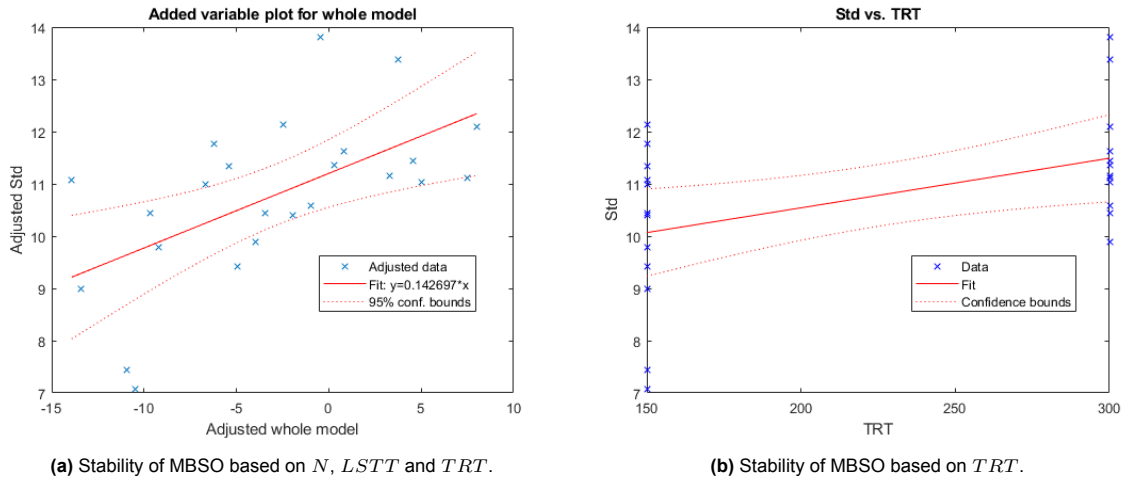 Added variable plot for whole model
14
13
12
11
10
9
8
7
Adjusted Std
Adjusted data
Fit: y=0.142697*x
95% conf. bounds
-15
-10
-5
0
5
10
Adjusted whole model
(a) Stability of MBSO based on N, LSTT and TRT.
Std vs. TRT
14
13
12
11
10
9
8
7
Std
Data
Fit
Confidence bounds
150
200
250
300
TRT
(b) Stability of MBSO based on TRT.